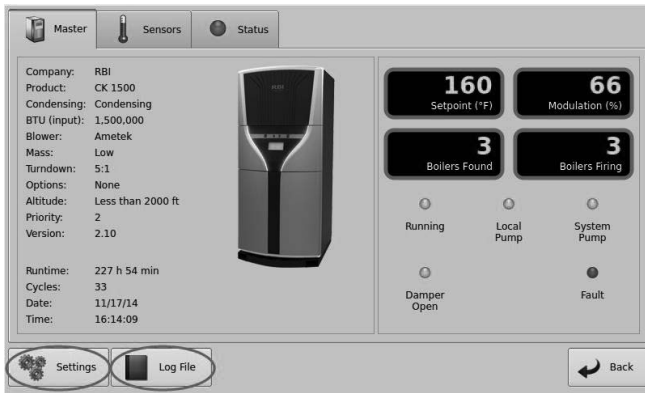 Master
Sensors
Status
Company: RBI
Product: CK 1500
Condensing: Condensing
BTU (input): 1,500,000
Blower: Ametek
Mass: Low
Turndown: 5:1
Options: None
Altitude: Less than 2000 ft
Priority: 2
Version: 2.10
Runtime: 227 h 54 min
Cycles: 33
Date: 11/17/14
Time: 16:14:09
160
Setpoint (°F)
66
Modulation (%)
3
Boilers Found
3
Boilers Firing
Running
Local
Pump
System
Pump
Damper
Open
Fault
Settings
Log File
Back